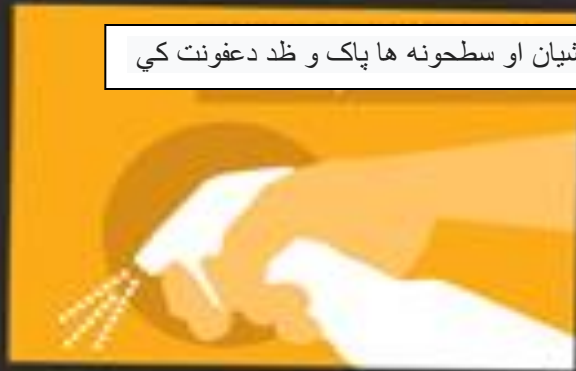 شیان او سطحونه ها پاک و ظد دعفونت کي